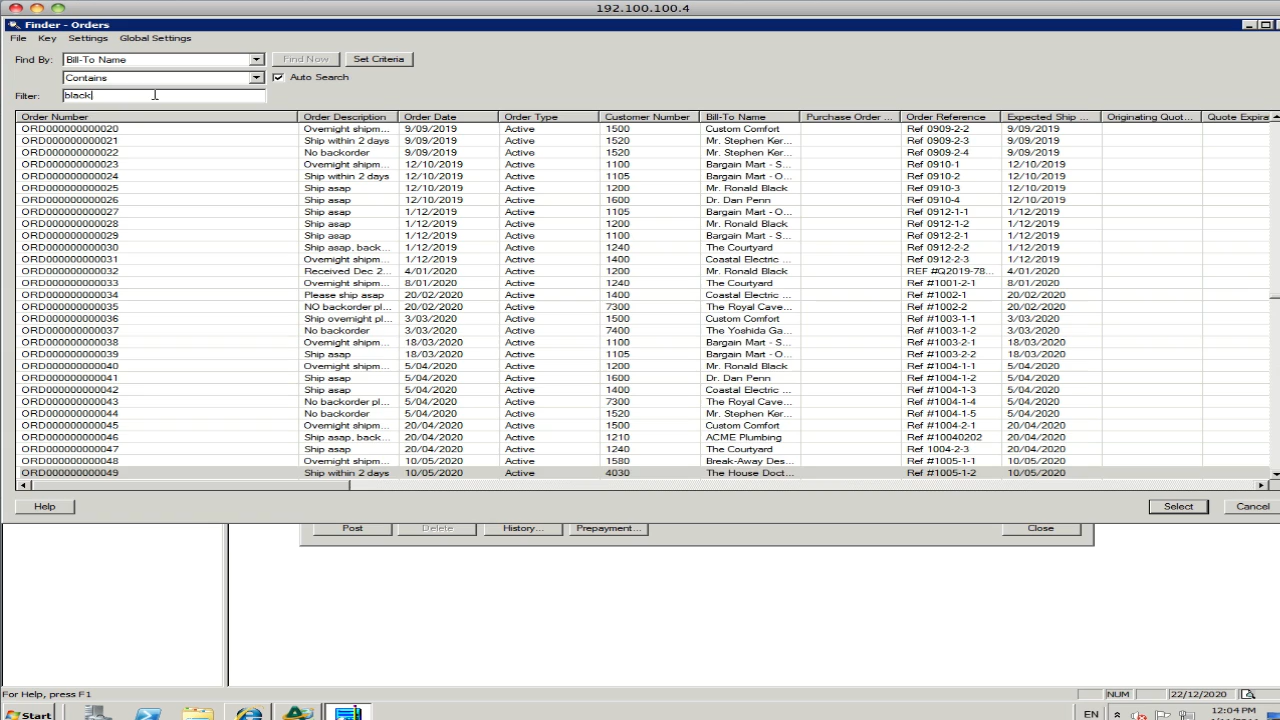 192.100.100.4
Finder - Orders
File Key Settings Global Settings
Find By: Bill-To Name Find Now Set Criteria
Contains Auto Search
Filter: black
Order Number Order Description Order Date Order Type Customer Number Bill-To Name Purchase Order ... Order Reference Expected Ship ... Originating Quot... Quote Expira
ORD000000000020 Overnight shipm... 9/09/2019 Active 1500 Custom Comfort Ref 0909-2-2 9/09/2019
ORD000000000021 Ship within 2 days 9/09/2019 Active 1520 Mr. Stephen Ker... Ref 0909-2-3 9/09/2019
ORD000000000022 No backorder 9/09/2019 Active 1520 Mr. Stephen Ker... Ref 0909-2-4 9/09/2019
ORD000000000023 Overnight shipm... 12/10/2019 Active 1100 Bargain Mart - S... Ref 0910-1 12/10/2019
ORD000000000024 Ship within 2 days 12/10/2019 Active 1105 Bargain Mart - O... Ref 0910-2 12/10/2019
ORD000000000025 Ship asap 12/10/2019 Active 1200 Mr. Ronald Black Ref 0910-3 12/10/2019
ORD000000000026 Ship asap 12/10/2019 Active 1600 Dr. Dan Penn Ref 0910-4 12/10/2019
ORD000000000027 Ship asap 1/12/2019 Active 1105 Bargain Mart - O... Ref 0912-1-1 1/12/2019
ORD000000000028 Ship asap 1/12/2019 Active 1200 Mr. Ronald Black Ref 0912-1-2 1/12/2019
ORD000000000029 Ship asap 1/12/2019 Active 1100 Bargain Mart - S... Ref 0912-2-1 1/12/2019
ORD000000000030 Ship asap, back... 1/12/2019 Active 1240 The Courtyard Ref 0912-2-2 1/12/2019
ORD000000000031 Ship asap 1/12/2019 Active 1400 Coastal Electric ... Ref 0912-2-3 1/12/2019
ORD000000000032 Received Dec 2... 4/01/2020 Active 1200 Mr. Ronald Black REF #Q2019-78... 4/01/2020
ORD000000000033 Overnight shipm... 8/01/2020 Active 1240 The Courtyard Ref #1001-2-1 8/01/2020
ORD000000000034 Please ship asap 20/02/2020 Active 1400 Coastal Electric ... Ref #1002-1 20/02/2020
ORD000000000035 NO backorder pl... 20/02/2020 Active 7300 The Royal Cave... Ref #1002-2 20/02/2020
ORD000000000036 Ship overnight pl... 3/03/2020 Active 1500 Custom Comfort Ref #1003-1-1 3/03/2020
ORD000000000037 No backorder 3/03/2020 Active 7400 The Yoshida Ga... Ref #1003-1-2 3/03/2020
ORD000000000038 Overnight shipm... 18/03/2020 Active 1100 Bargain Mart - S... Ref #1003-2-1 18/03/2020
ORD000000000039 Ship asap 18/03/2020 Active 1105 Bargain Mart - O... Ref #1003-2-2 18/03/2020
ORD000000000040 Overnight shipm... 5/04/2020 Active 1200 Mr. Ronald Black Ref #1004-1-1 5/04/2020
ORD000000000041 Ship asap 5/04/2020 Active 1600 Dr. Dan Penn Ref #1004-1-2 5/04/2020
ORD000000000042 Ship asap 5/04/2020 Active 1400 Coastal Electric ... Ref #1004-1-3 5/04/2020
ORD000000000043 No backorder pl... 5/04/2020 Active 7300 The Royal Cave... Ref #1004-1-4 5/04/2020
ORD000000000044 No backorder 5/04/2020 Active 1520 Mr. Stephen Ker... Ref #1004-1-5 5/04/2020
ORD000000000045 Overnight shipm... 20/04/2020 Active 1500 Custom Comfort Ref #1004-2-1 20/04/2020
ORD000000000046 Ship asap, back... 20/04/2020 Active 1210 ACME Plumbing Ref #10040202 20/04/2020
ORD000000000047 Ship asap 20/04/2020 Active 1240 The Courtyard Ref 1004-2-3 20/04/2020
ORD000000000048 Overnight shipm... 10/05/2020 Active 1580 Break-Away Des... Ref #1005-1-1 10/05/2020
ORD000000000049 Ship within 2 days 10/05/2020 Active 4030 The House Doct... Ref #1005-1-2 10/05/2020
Help Select Cancel
Post Delete History... Prepayment... Close
For Help, press F1 NUM 22/12/2020
Start EN 12:04 PM